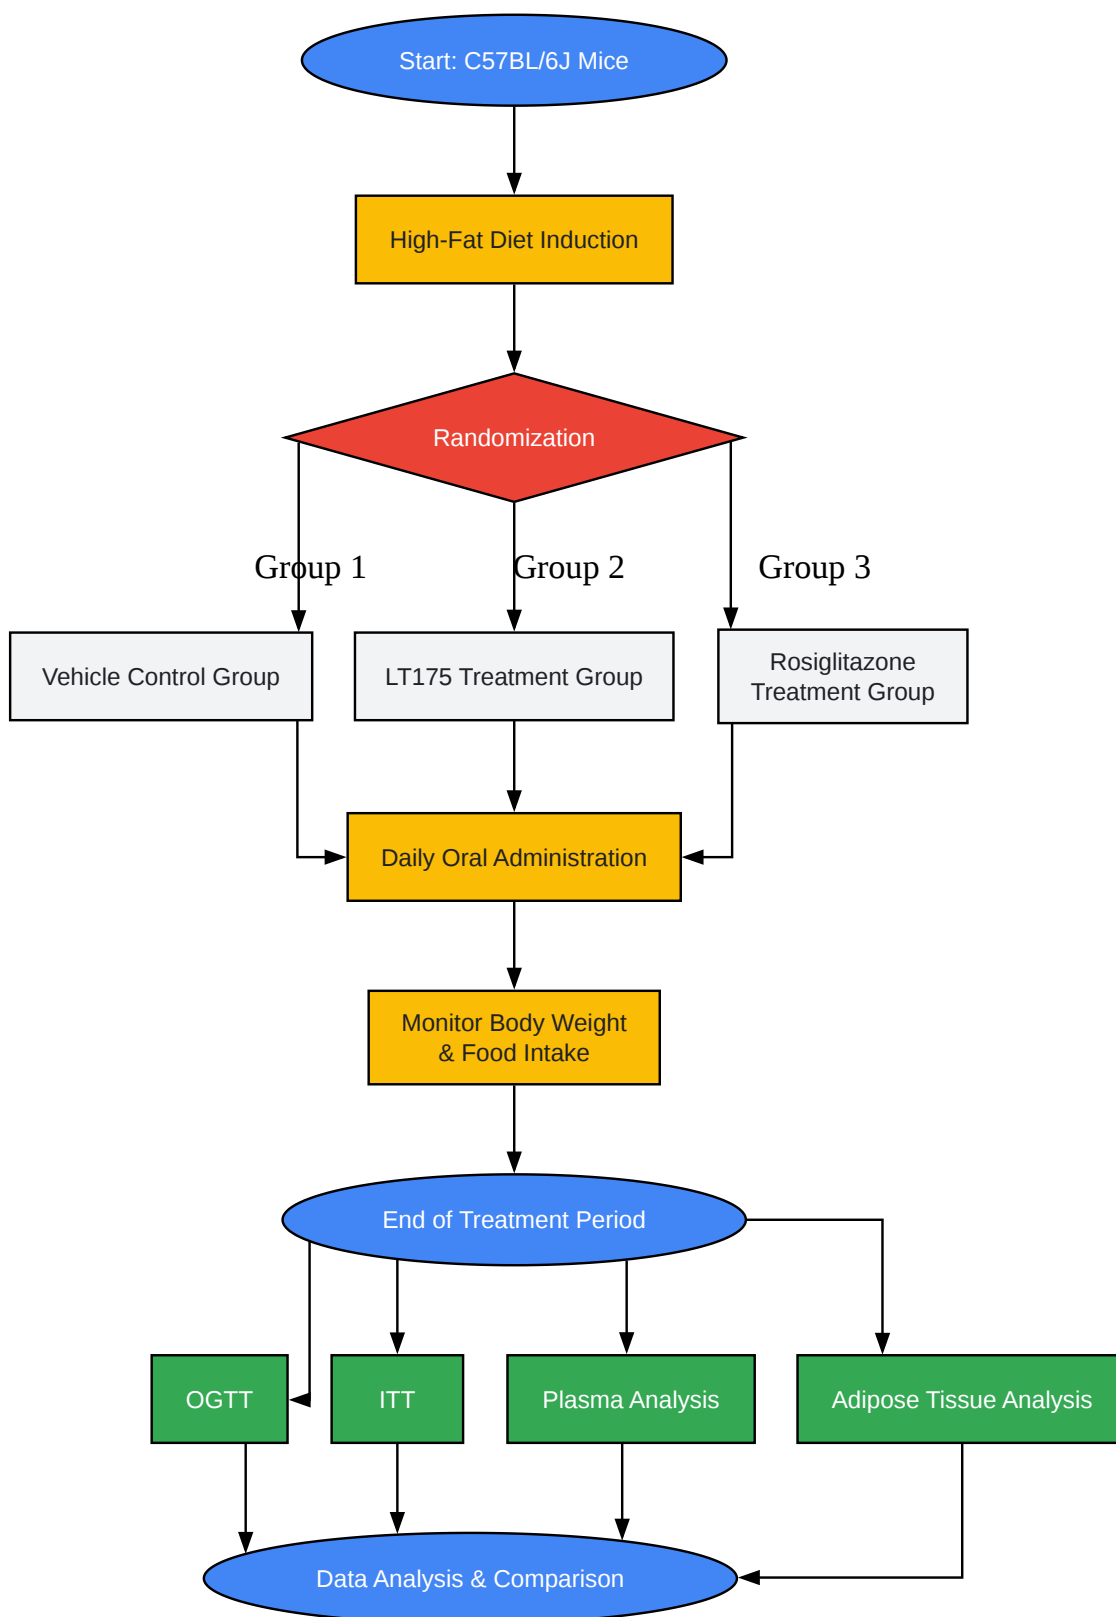 Start: C57BL/6J Mice
High-Fat Diet Induction
Randomization
Group 1
Group 2
Group 3
Vehicle Control Group
LT175 Treatment Group
Rosiglitazone
Treatment Group
Daily Oral Administration
Monitor Body Weight
& Food Intake
End of Treatment Period
OGTT
ITT
Plasma Analysis
Adipose Tissue Analysis
Data Analysis & Comparison